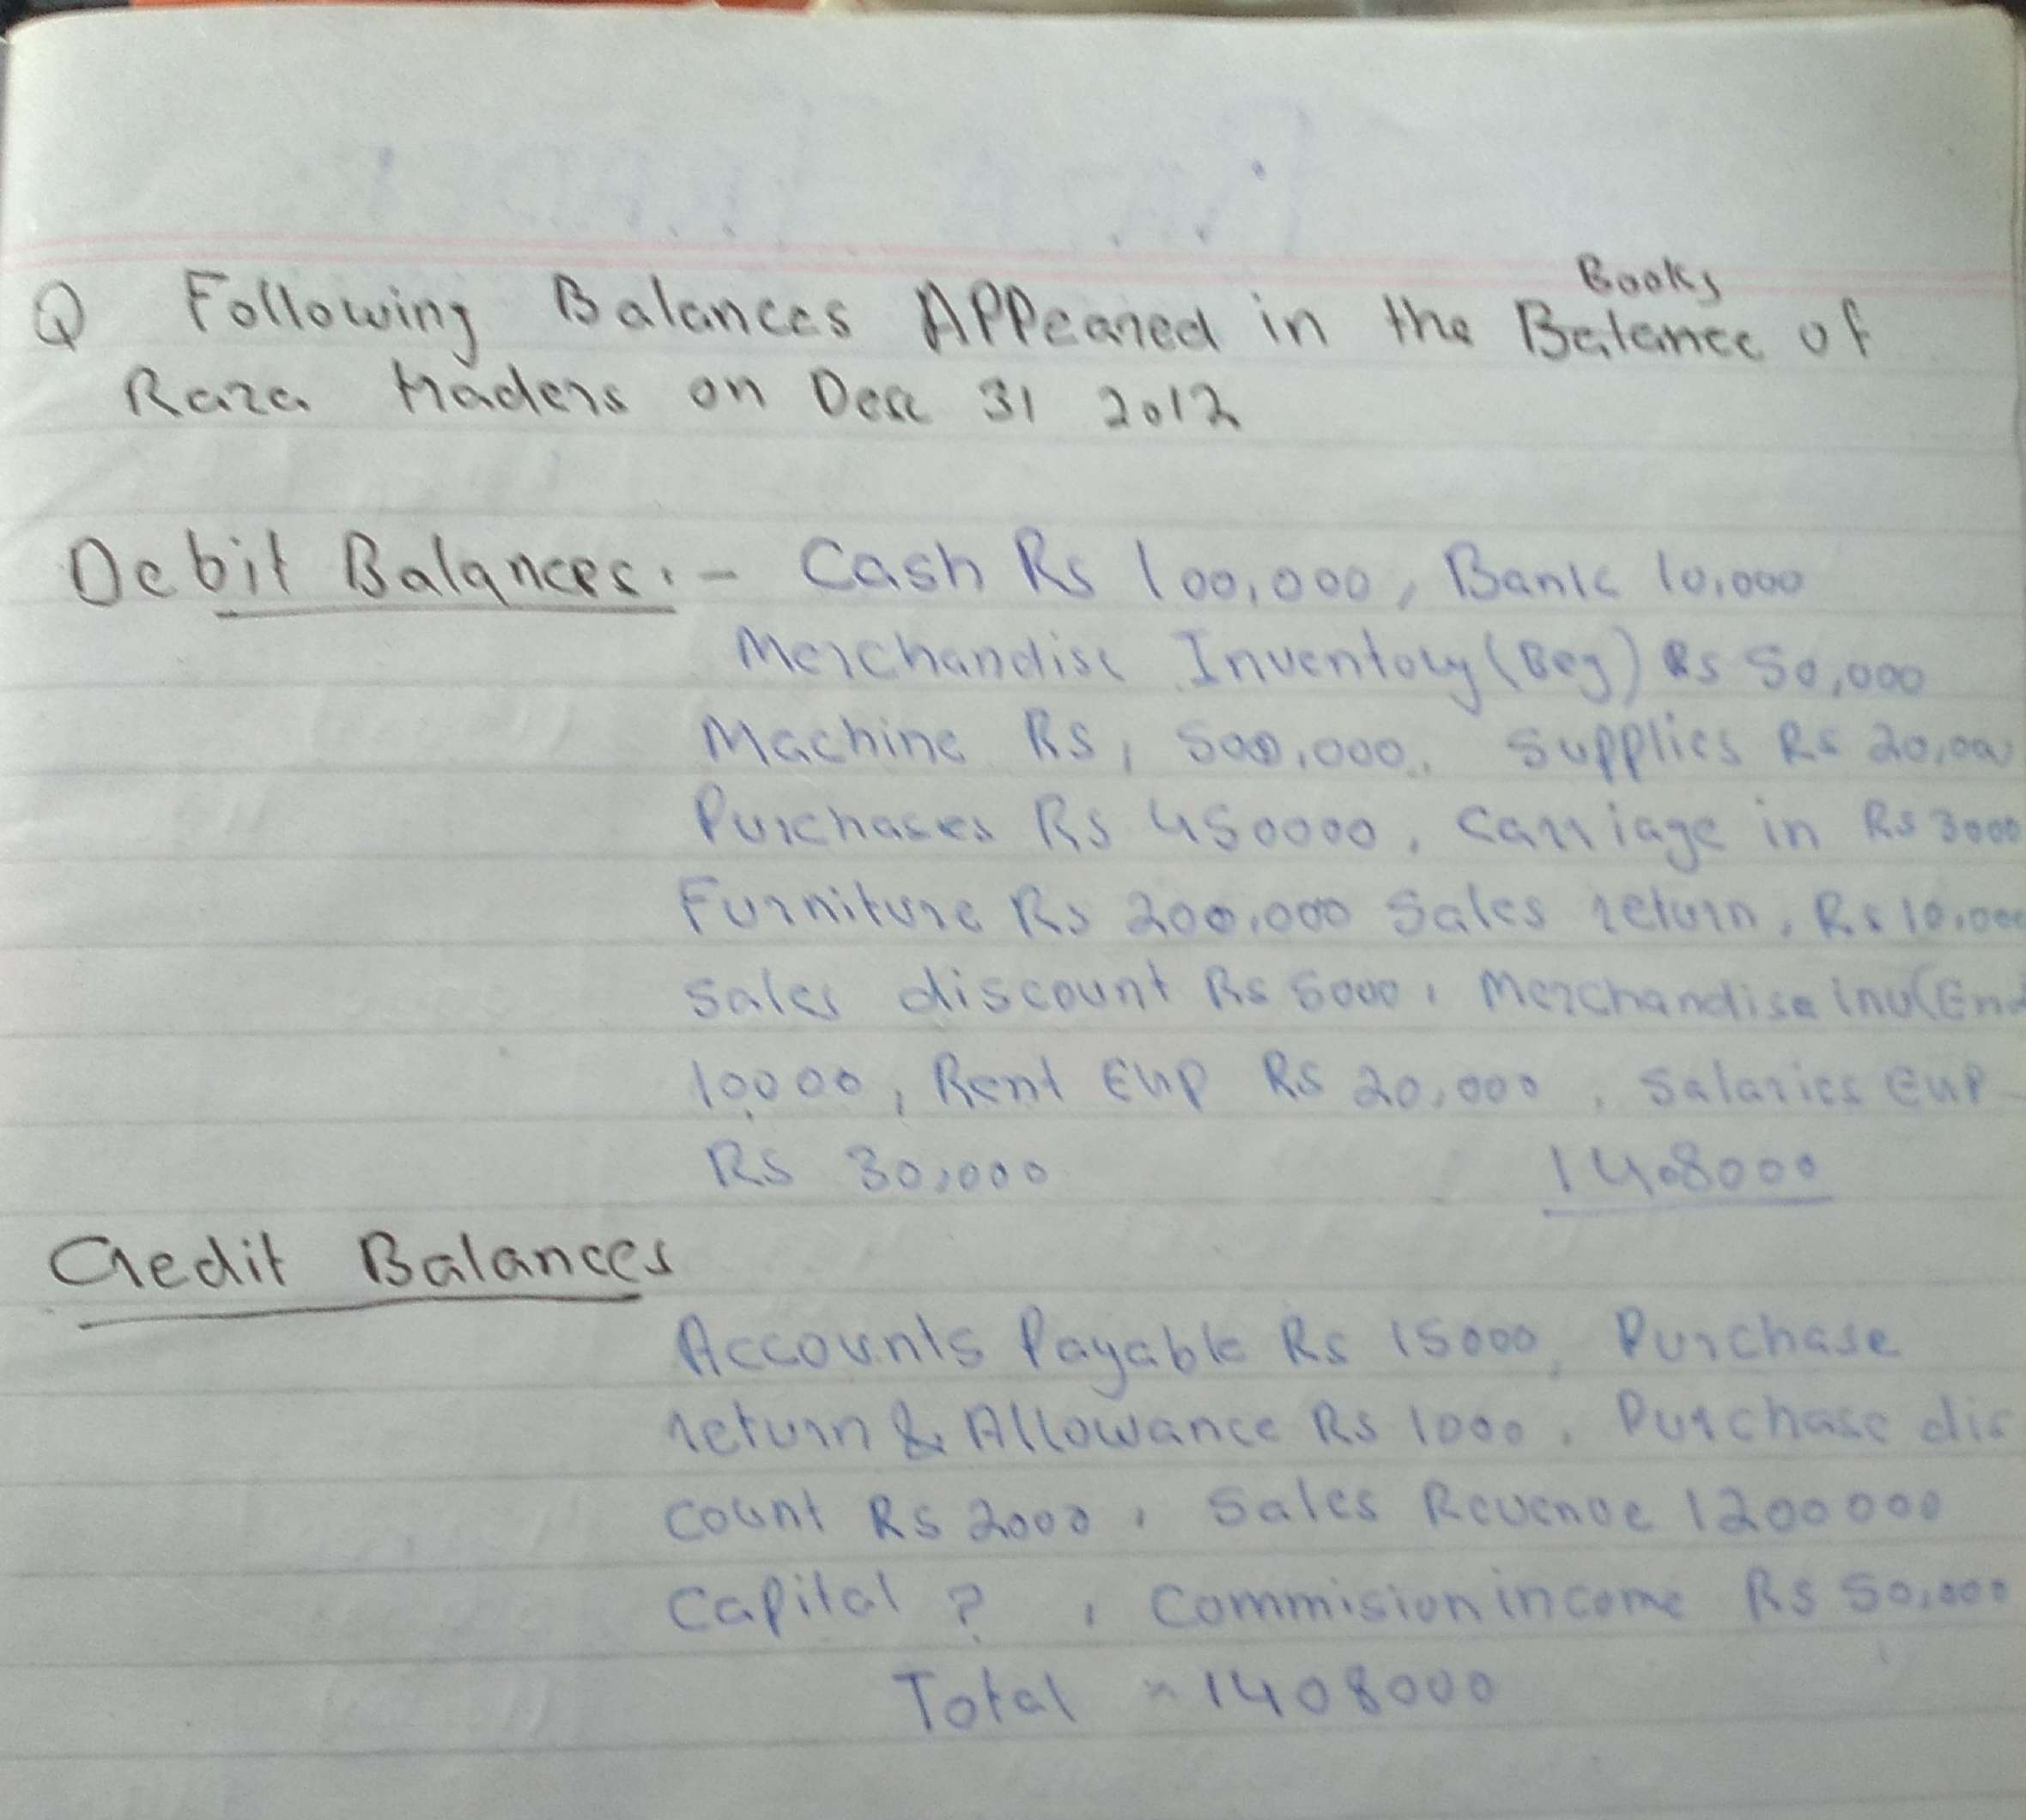 Books
Q Following Balances APPeared in the Balance of
Raza traders on Dec 31 2012
Debit Balances:- Cash Rs 100,000, Bank 10,000
Merchandise Inventory (Beg) Rs 50,000
Machine Rs, 500,000. Supplies Rs 20,000
Purchases Rs 450000, Carriage in Rs 3000
Furniture Rs 200,000 Sales return, Rs 10,000
Sales discount Rs 5000, Merchandise Inv(End
10000, Rent Exp Rs 20,000, Salaries Exp
Rs 30,000 1408000
Credit Balances
Accounts Payable Rs 15000, Purchase
return & Allowance Rs 1000, Purchase dis
count Rs 2000, Sales Revenue 1200000
Capital ?, Commision income Rs 50,000
Total = 1408000